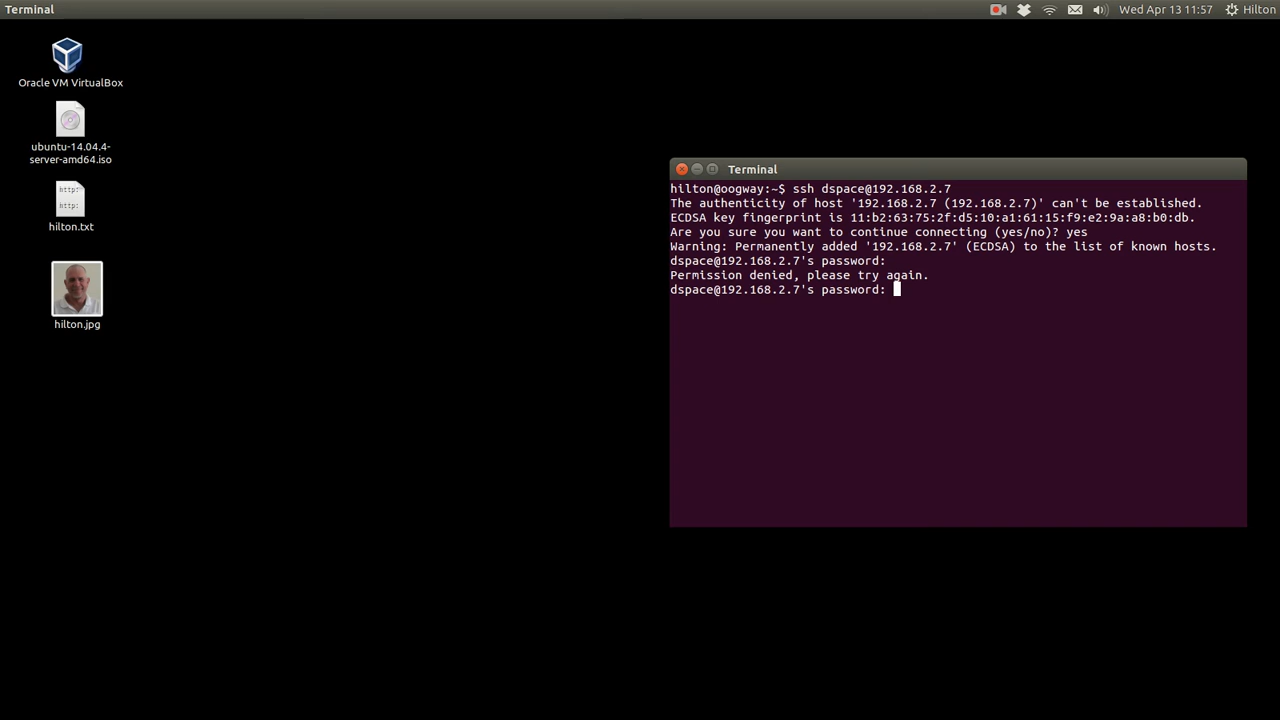 Terminal
Wed Apr 13 11:57
Hilton
Oracle VM VirtualBox
ubuntu-14.04.4-
server-amd64.iso
http:
http:
hilton.txt
hilton.jpg
Terminal
hilton@oogway:~$ ssh dspace@192.168.2.7
The authenticity of host '192.168.2.7 (192.168.2.7)' can't be established.
ECDSA key fingerprint is 11:b2:63:75:2f:d5:10:a1:61:15:f9:e2:9a:a8:b0:db.
Are you sure you want to continue connecting (yes/no)? yes
Warning: Permanently added '192.168.2.7' (ECDSA) to the list of known hosts.
dspace@192.168.2.7's password:
Permission denied, please try again.
dspace@192.168.2.7's password: